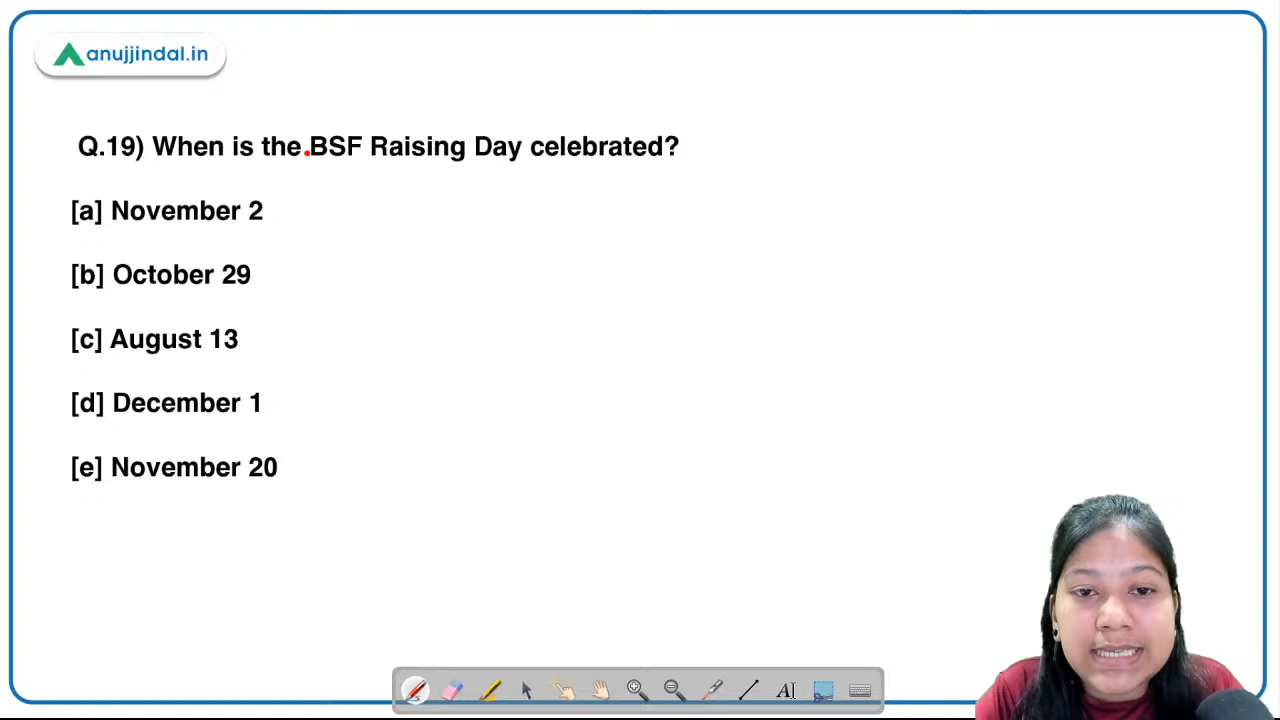 anujjindal.in
Q.19) When is the BSF Raising Day celebrated?
[a] November 2
[b] October 29
[c] August 13
[d] December 1
[e] November 20
AI